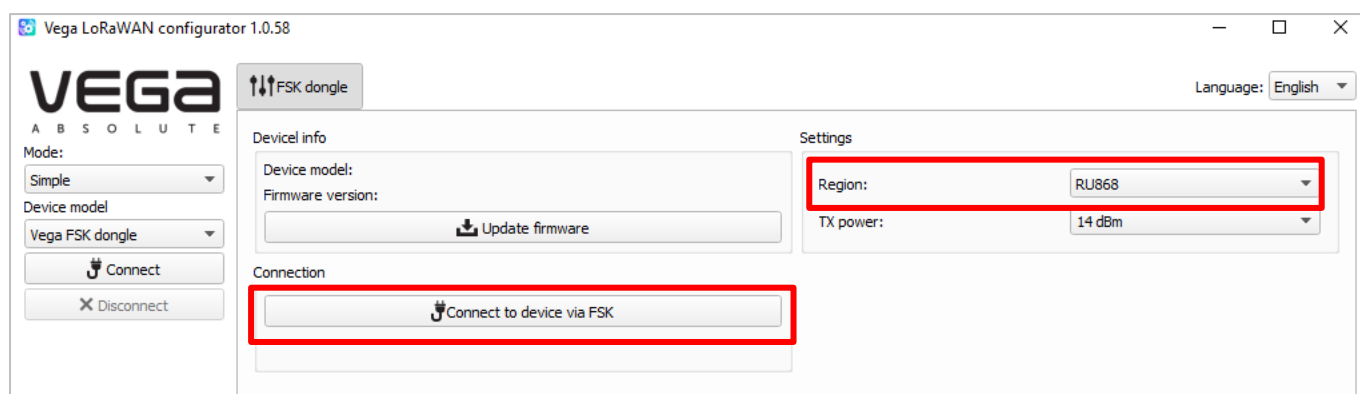 Vega LoRaWAN configurator 1.0.58
VEGA
ABSOLUTE
Mode:
Simple
Device model
Vega FSK dongle
Connect
Disconnect
FSK dongle
Language: English
Devicel info
Device model:
Firmware version:
Update firmware
Connection
Connect to device via FSK
Settings
Region: RU868
TX power: 14 dBm